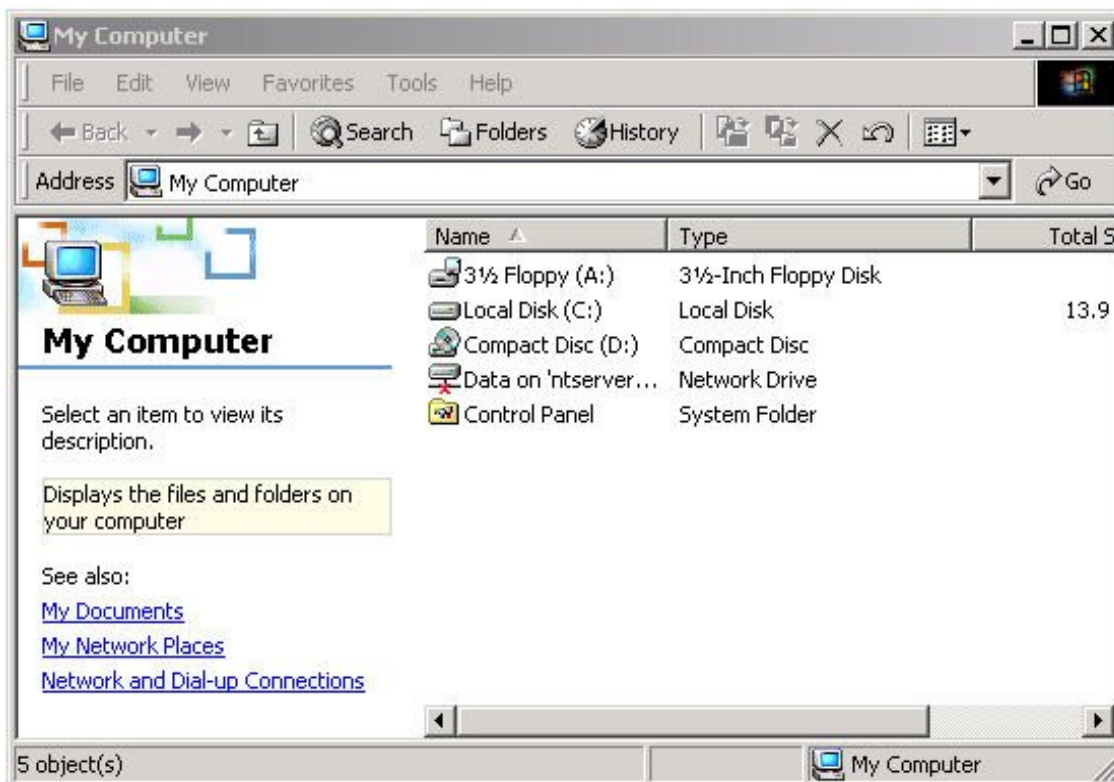 My Computer
File Edit View Favorites Tools Help
Back Search Folders History
Address My Computer Go
Name Type Total S
3½ Floppy (A:) 3½-Inch Floppy Disk
Local Disk (C:) Local Disk 13.9
Compact Disc (D:) Compact Disc
Data on 'ntserver... Network Drive
Control Panel System Folder
My Computer
Select an item to view its
description.
Displays the files and folders on
your computer
See also:
My Documents
My Network Places
Network and Dial-up Connections
5 object(s) My Computer